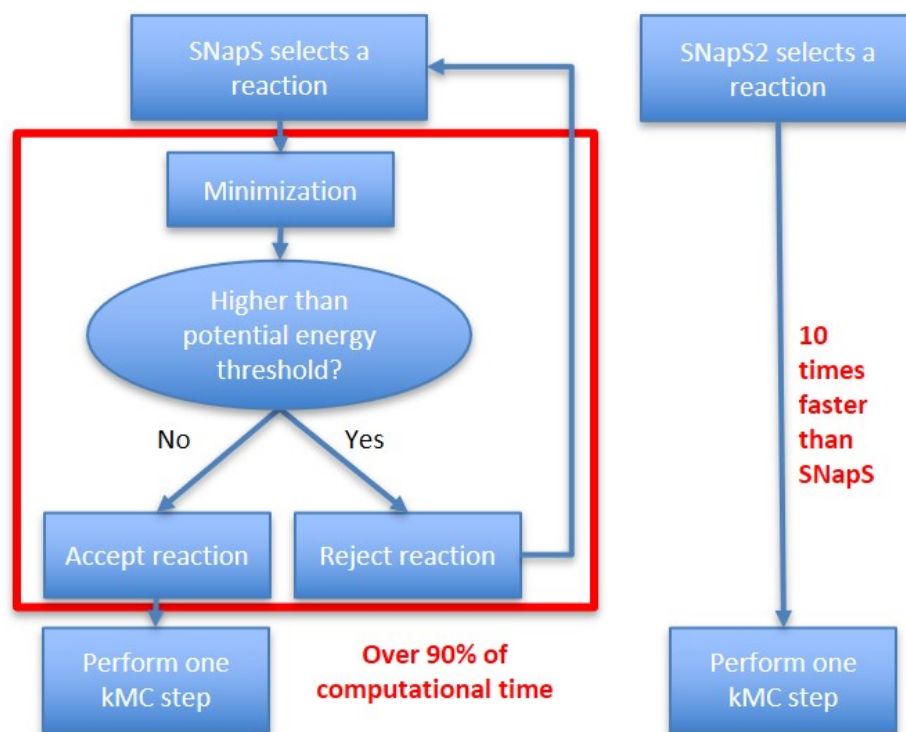 SNapS selects a
reaction
Minimization
Higher than
potential energy
threshold?
No
Yes
Accept reaction
Reject reaction
Perform one
kMC step
Over 90% of
computational time
SNapS2 selects a
reaction
10
times
faster
than
SNapS
Perform one
kMC step